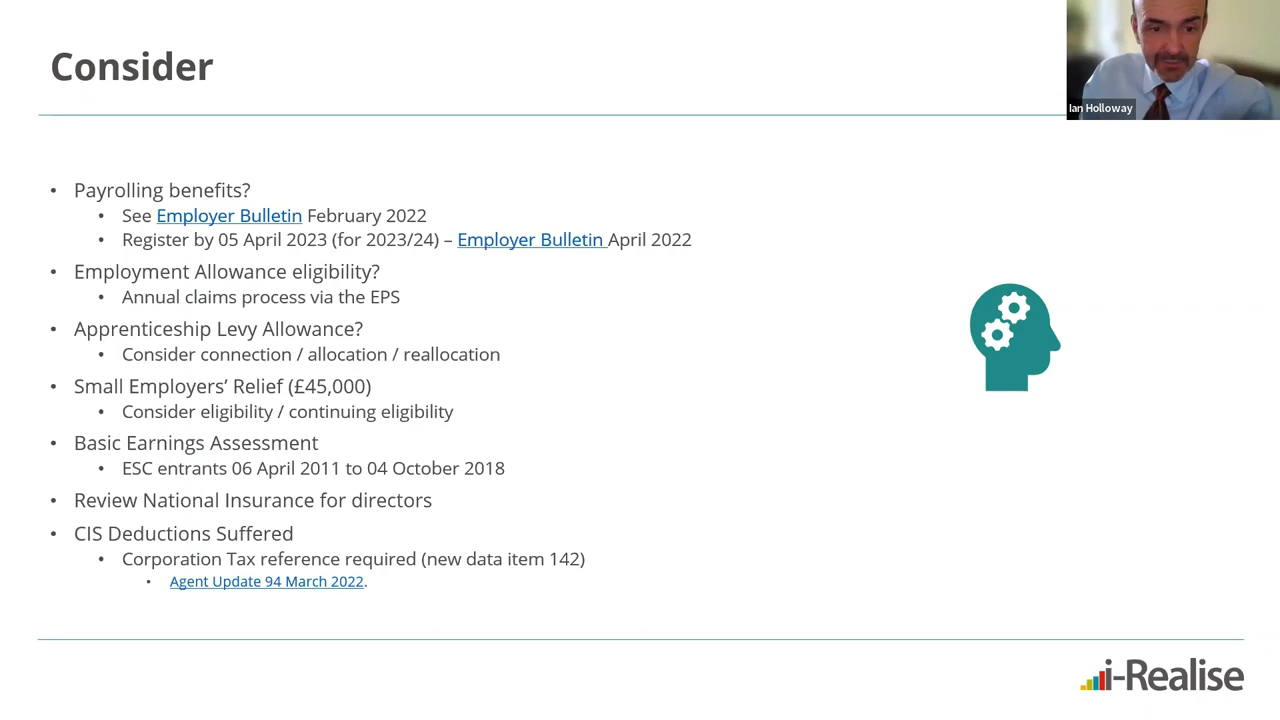 Consider
Ian Holloway
• Payrolling benefits?
• See Employer Bulletin February 2022
• Register by 05 April 2023 (for 2023/24) – Employer Bulletin April 2022
• Employment Allowance eligibility?
• Annual claims process via the EPS
• Apprenticeship Levy Allowance?
• Consider connection / allocation / reallocation
• Small Employers’ Relief (£45,000)
• Consider eligibility / continuing eligibility
• Basic Earnings Assessment
• ESC entrants 06 April 2011 to 04 October 2018
• Review National Insurance for directors
• CIS Deductions Suffered
• Corporation Tax reference required (new data item 142)
• Agent Update 94 March 2022.
i-Realise